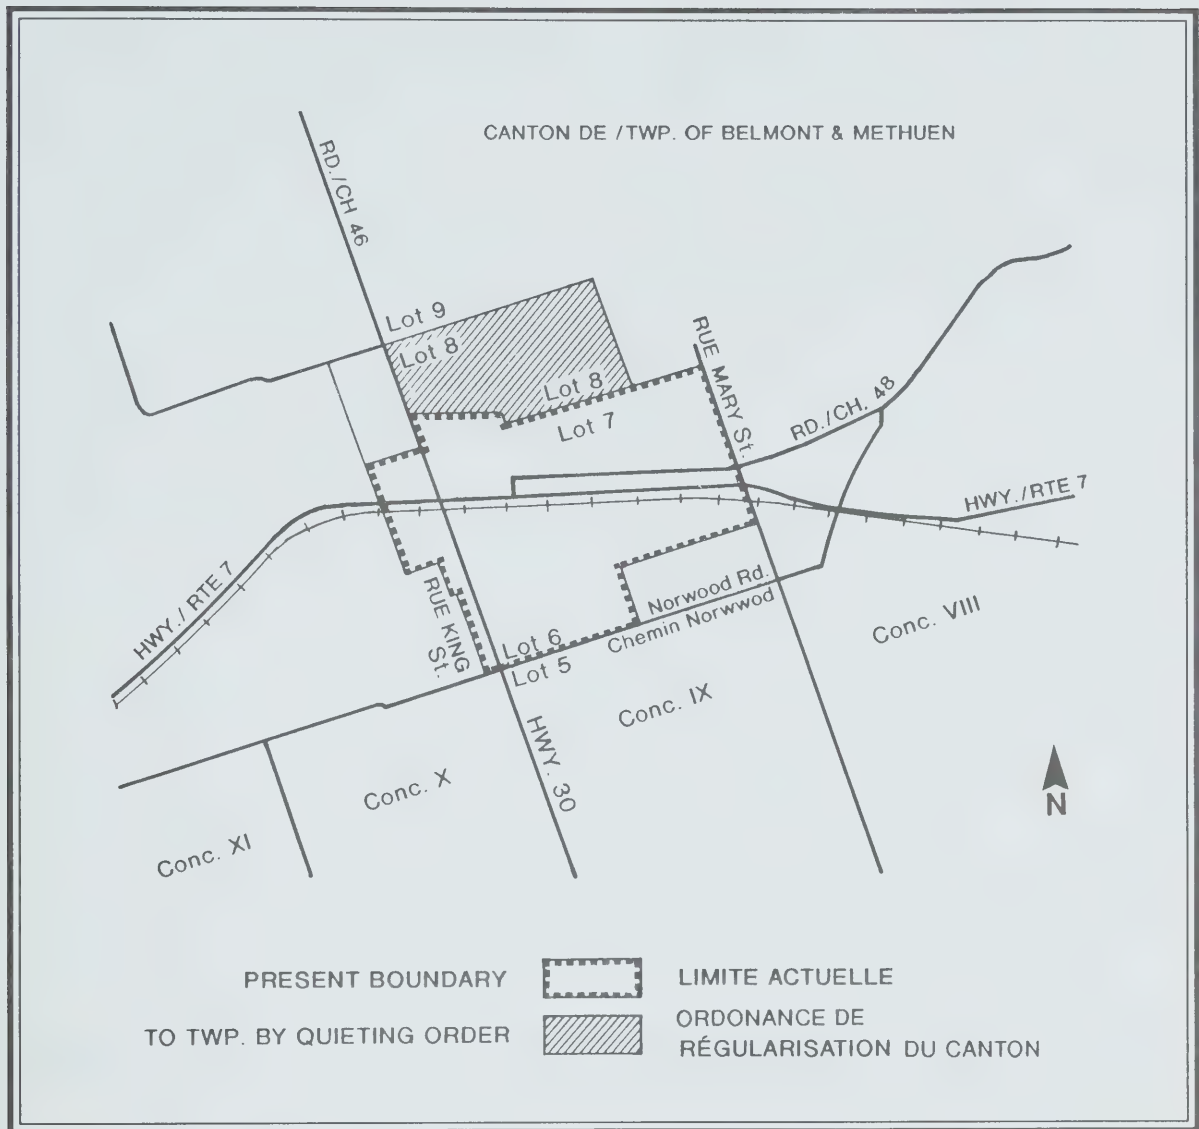 CANTON DE /TWP. OF BELMONT & METHUEN
RD./CH 46
Lot 9
Lot 8
Lot 8
Lot 7
RUE MARY St.
RD./CH. 48
HWY./RTE 7
HWY./ RTE 7
RUE KING
St.
Norwood Rd.
Chemin Norwwod
Lot 6
Lot 5
Conc. VIII
Conc. IX
HWY. 30
Conc. X
Conc. XI
N
PRESENT BOUNDARY
LIMITE ACTUELLE
TO TWP. BY QUIETING ORDER
ORDONANCE DE
RÉGULARISATION DU CANTON